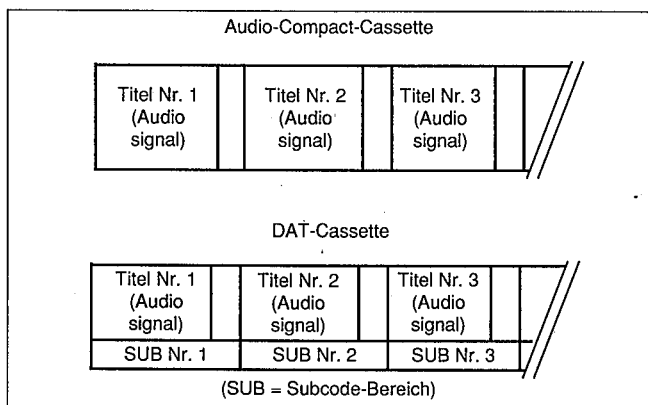 Audio-Compact-Cassette
Titel Nr. 1
(Audio
signal)
Titel Nr. 2
(Audio
signal)
Titel Nr. 3
(Audio
signal)
DAT-Cassette
Titel Nr. 1
(Audio
signal)
Titel Nr. 2
(Audio
signal)
Titel Nr. 3
(Audio
signal)
SUB Nr. 1
SUB Nr. 2
SUB Nr. 3
(SUB = Subcode-Bereich)